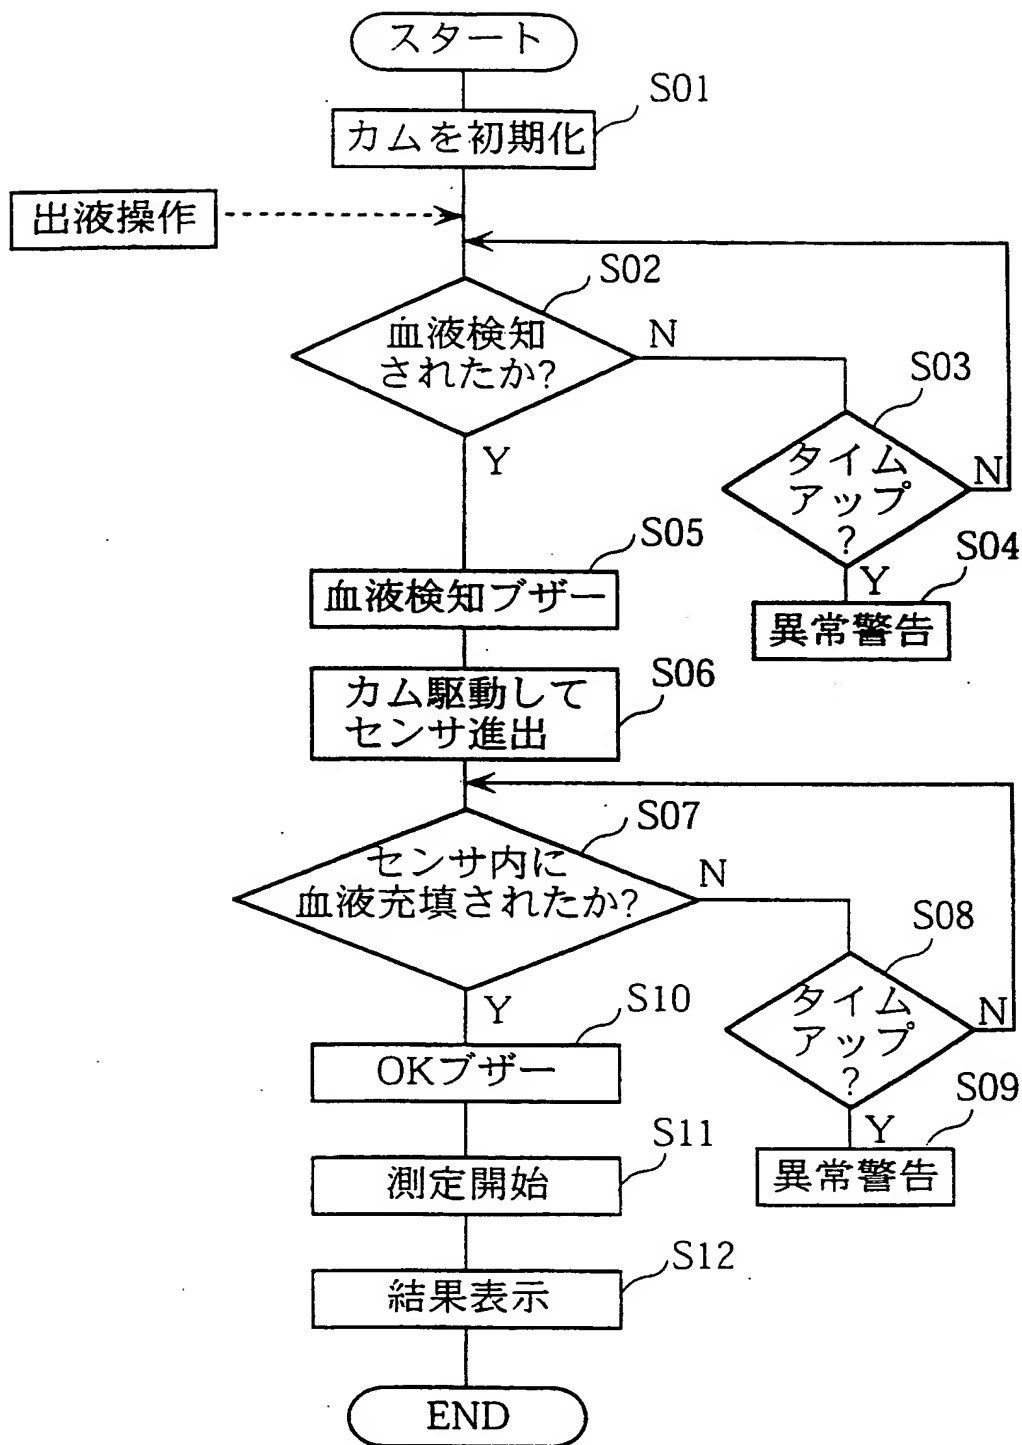 スタート
S01
カムを初期化
出液操作
S02
血液検知
されたか?
N
S03
タイム
アップ
?
N
Y
Y
S04
異常警告
S05
血液検知ブザー
S06
カム駆動して
センサ進出
S07
センサ内に
血液充填されたか?
N
S08
タイム
アップ
?
N
Y
Y
S09
異常警告
S10
OKブザー
S11
測定開始
S12
結果表示
END